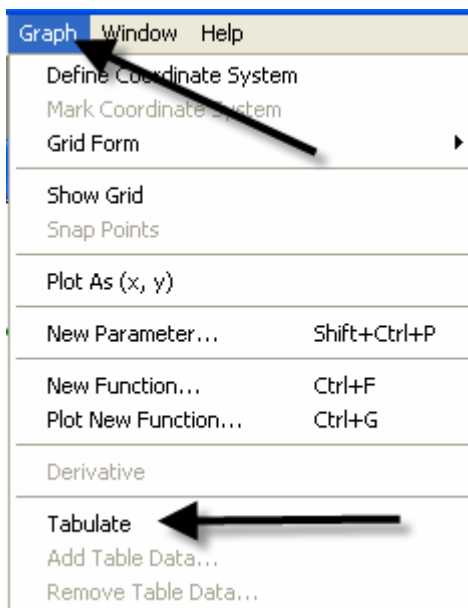 Graph Window Help
Define Coordinate System
Mark Coordinate System
Grid Form
Show Grid
Snap Points
Plot As (x, y)
New Parameter... Shift+Ctrl+P
New Function... Ctrl+F
Plot New Function... Ctrl+G
Derivative
Tabulate
Add Table Data...
Remove Table Data...